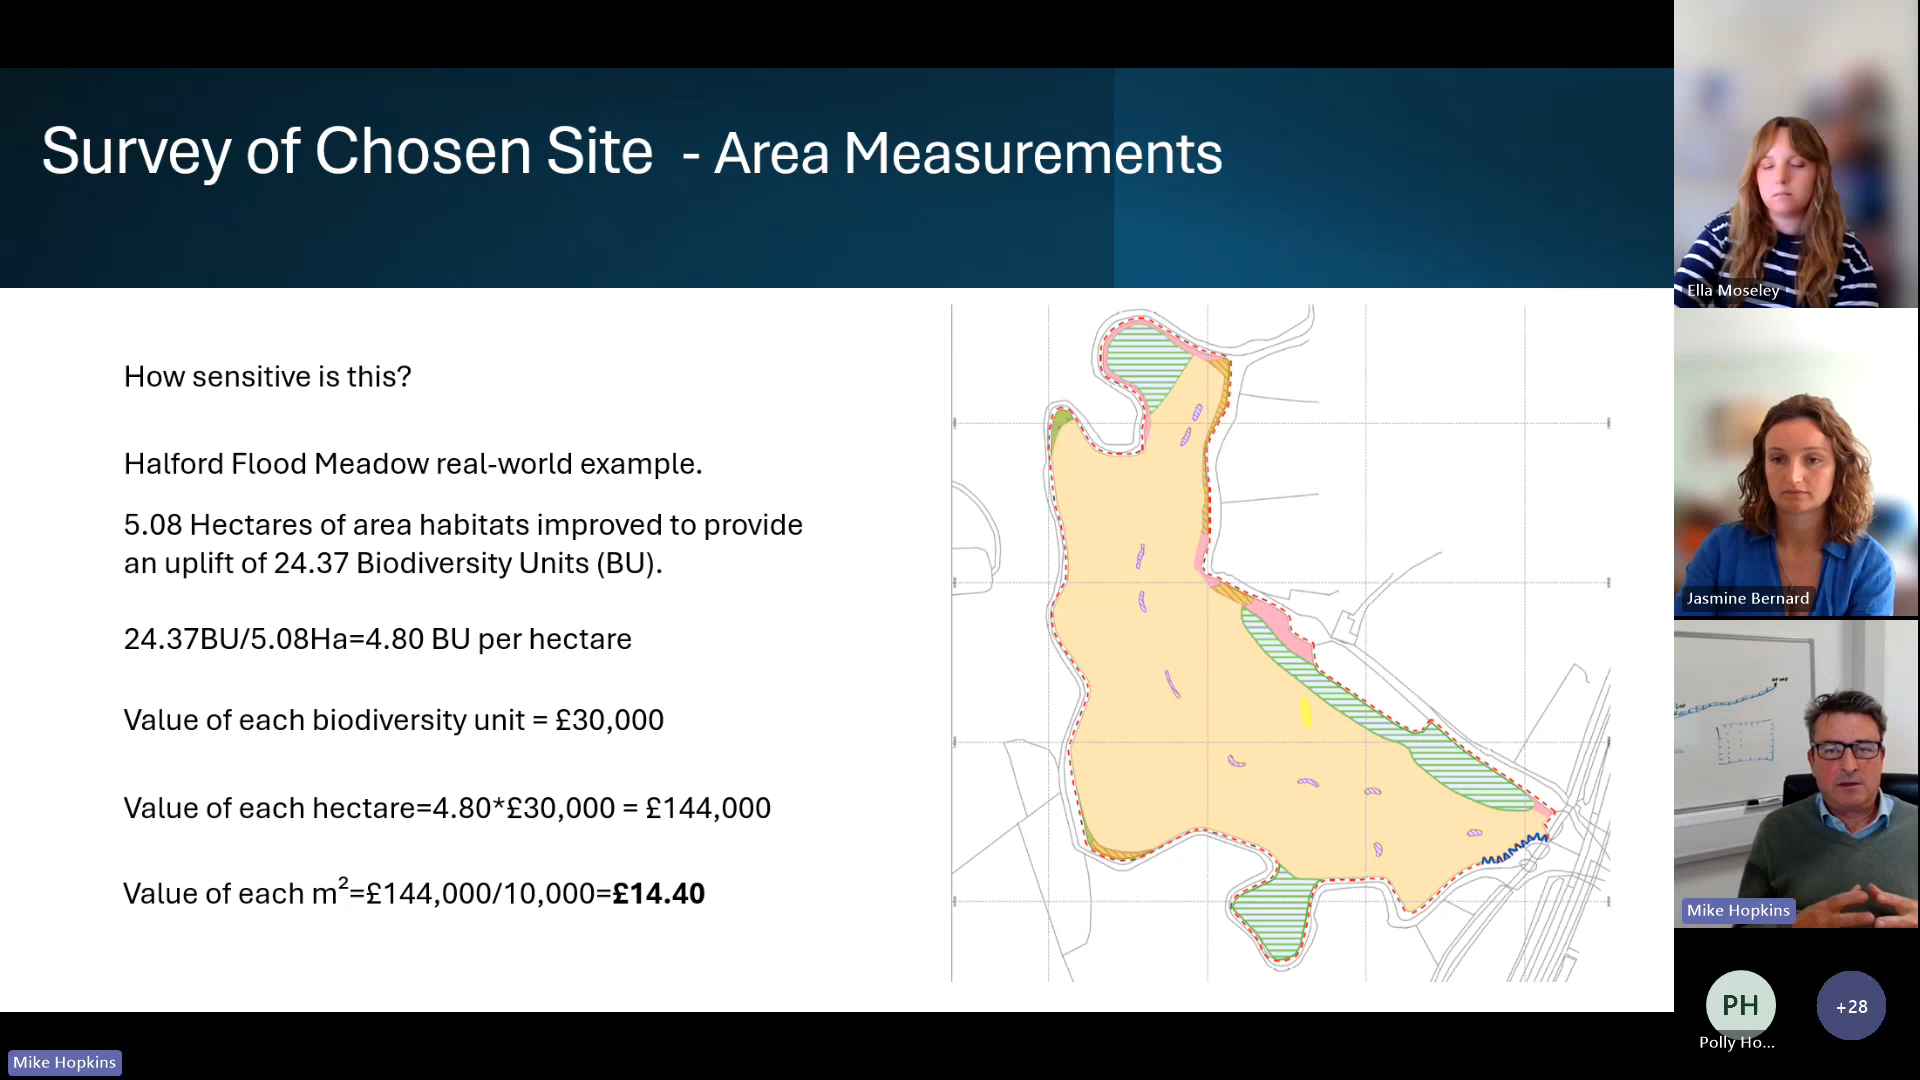 Survey of Chosen Site - Area Measurements
How sensitive is this?
Halford Flood Meadow real-world example.
5.08 Hectares of area habitats improved to provide
an uplift of 24.37 Biodiversity Units (BU).
24.37BU/5.08Ha=4.80 BU per hectare
Value of each biodiversity unit = £30,000
Value of each hectare=4.80*£30,000 = £144,000
Value of each m²=£144,000/10,000=£14.40
Ella Moseley
Jasmine Bernard
Mike Hopkins
PH
+28
Polly Ho...
Mike Hopkins